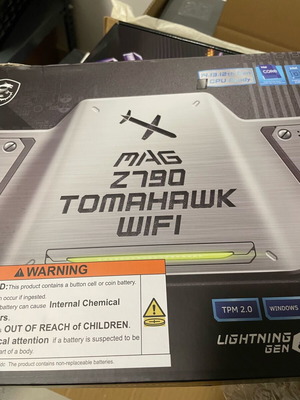 CORE
MAG
Z790
TOMAHAWK
WIFI
WARNING
D: This product contains a button cell or coin battery.
occur if ingested.
battery can cause Internal Chemical
rs.
OUT OF REACH of CHILDREN.
cal attention if a battery is suspected to be
art of a body.
The product contains non-replaceable batteries.
TPM 2.0
WINDOWS
LIGHTNING
GEN